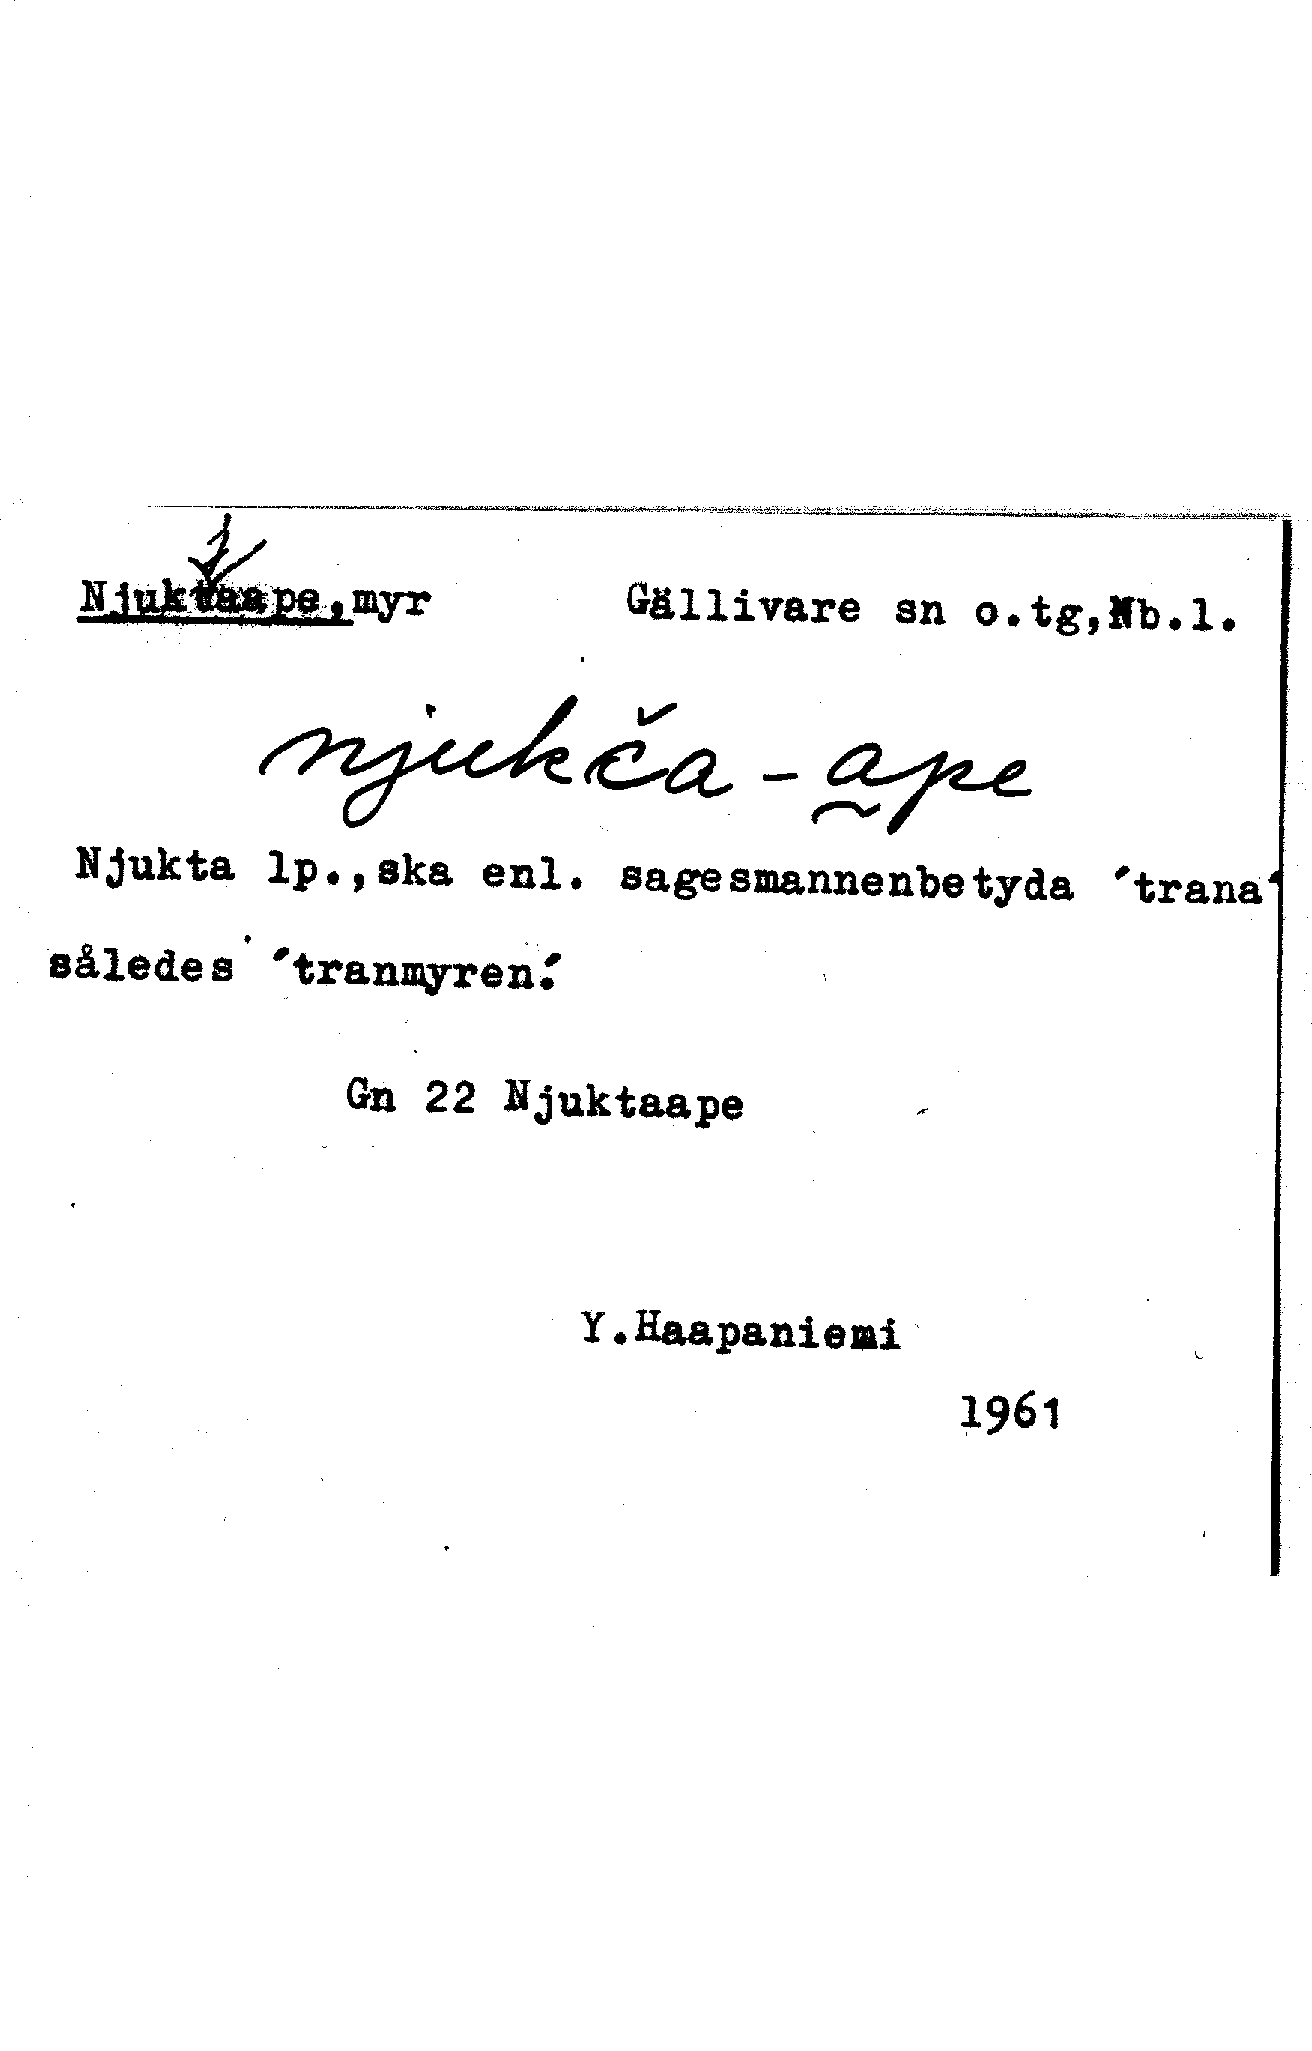 Njuktaape, myr Gällivare sn o.tg,Nb.l.
njukča-a̰pe
Njukta lp.,ska enl. sagesmannenbetyda ´trana´
således ´tranmyren.´
Gn 22 Njuktaape
Y.Haapaniemi
1961